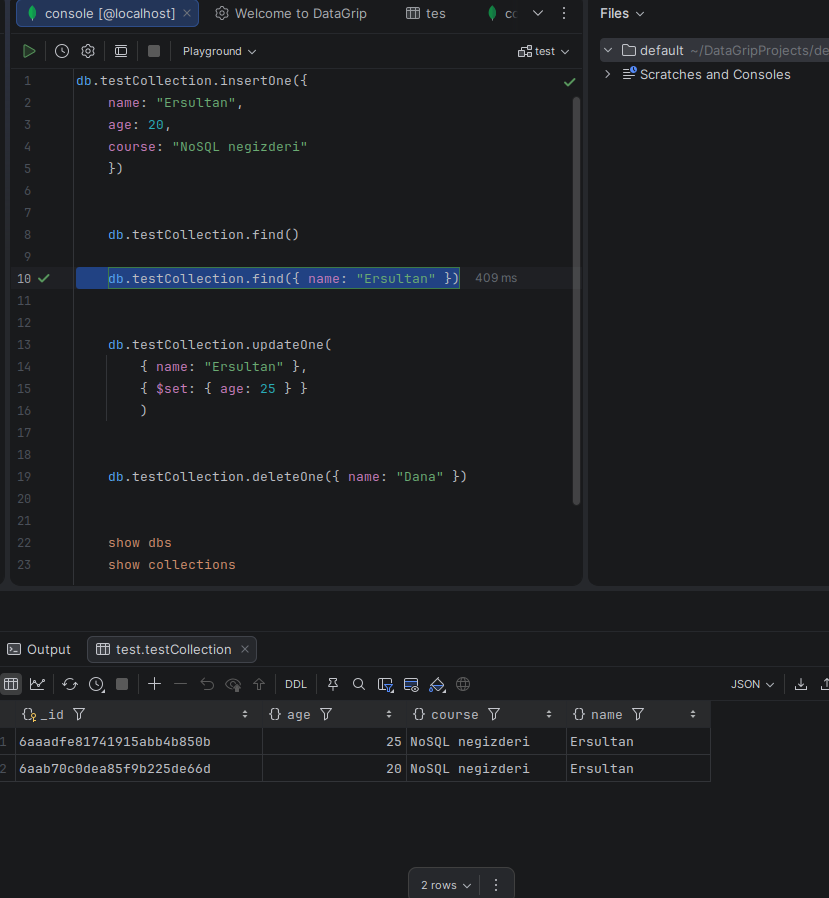 console [@localhost] Welcome to DataGrip tes
Files
Playground test
default ~/DataGripProjects/de
Scratches and Consoles
1 db.testCollection.insertOne({
2 name: "Ersultan",
3 age: 20,
4 course: "NoSQL negizderi"
5 })
6
7
8 db.testCollection.find()
9
10 db.testCollection.find({ name: "Ersultan" }) 409 ms
11
12
13 db.testCollection.updateOne(
14 { name: "Ersultan" },
15 { $set: { age: 25 } }
16 )
17
18
19 db.testCollection.deleteOne({ name: "Dana" })
20
21
22 show dbs
23 show collections
Output test.testCollection
DDL JSON
_id age course name
1 6aaadfe81741915abb4b850b 25 NoSQL negizderi Ersultan
2 6aab70c0dea85f9b225de66d 20 NoSQL negizderi Ersultan
2 rows